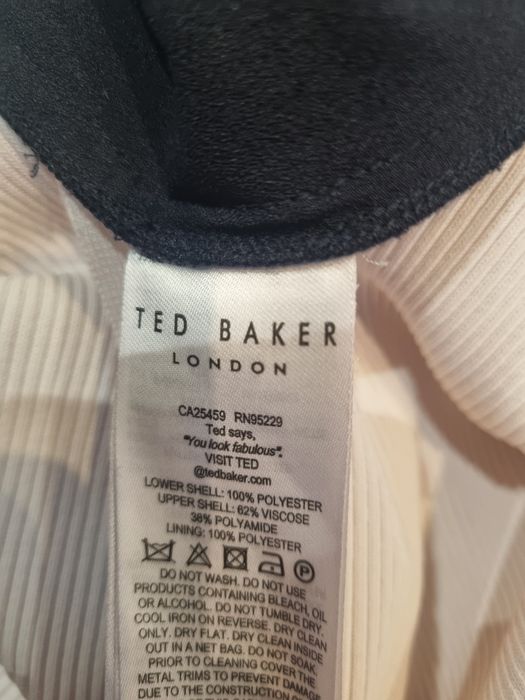 TED BAKER
LONDON
CA25459 RN95229
Ted says,
"You look fabulous".
VISIT TED
@tedbaker.com
LOWER SHELL: 100% POLYESTER
UPPER SHELL: 62% VISCOSE
38% POLYAMIDE
LINING: 100% POLYESTER
P
DO NOT WASH. DO NOT USE
PRODUCTS CONTAINING BLEACH, OIL
OR ALCOHOL. DO NOT TUMBLE DRY.
COOL IRON ON REVERSE. DRY CLEAN
ONLY. DRY FLAT. DRY CLEAN INSIDE
OUT IN A NET BAG. DO NOT SOAK.
PRIOR TO CLEANING COVER THE
METAL TRIMS TO PREVENT DAMAGE
DUE TO THE CONSTRUCTION